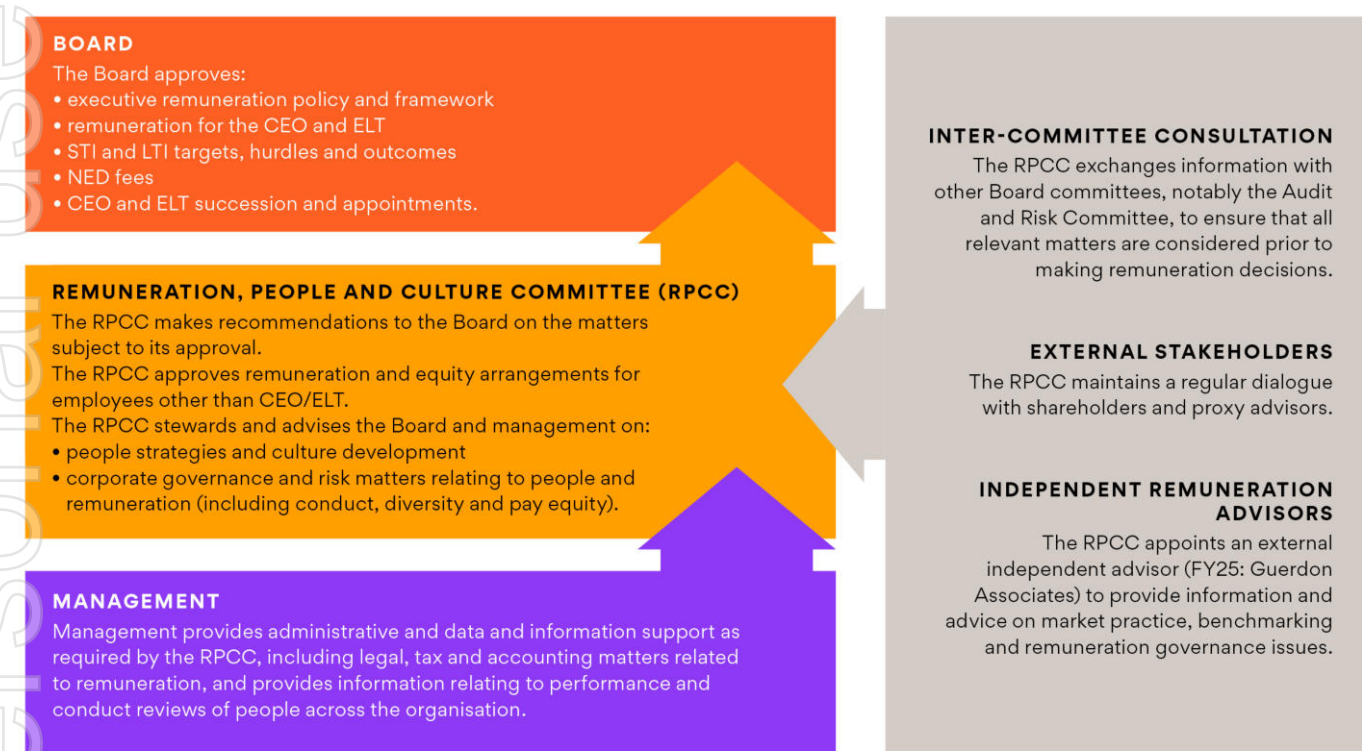 BOARD
The Board approves:
• executive remuneration policy and framework
• remuneration for the CEO and ELT
• STI and LTI targets, hurdles and outcomes
• NED fees
• CEO and ELT succession and appointments.
REMUNERATION, PEOPLE AND CULTURE COMMITTEE (RPCC)
The RPCC makes recommendations to the Board on the matters
subject to its approval.
The RPCC approves remuneration and equity arrangements for
employees other than CEO/ELT.
The RPCC stewards and advises the Board and management on:
• people strategies and culture development
• corporate governance and risk matters relating to people and
remuneration (including conduct, diversity and pay equity).
MANAGEMENT
Management provides administrative and data and information support as
required by the RPCC, including legal, tax and accounting matters related
to remuneration, and provides information relating to performance and
conduct reviews of people across the organisation.
INTER-COMMITTEE CONSULTATION
The RPCC exchanges information with
other Board committees, notably the Audit
and Risk Committee, to ensure that all
relevant matters are considered prior to
making remuneration decisions.
EXTERNAL STAKEHOLDERS
The RPCC maintains a regular dialogue
with shareholders and proxy advisors.
INDEPENDENT REMUNERATION
ADVISORS
The RPCC appoints an external
independent advisor (FY25: Guerdon
Associates) to provide information and
advice on market practice, benchmarking
and remuneration governance issues.